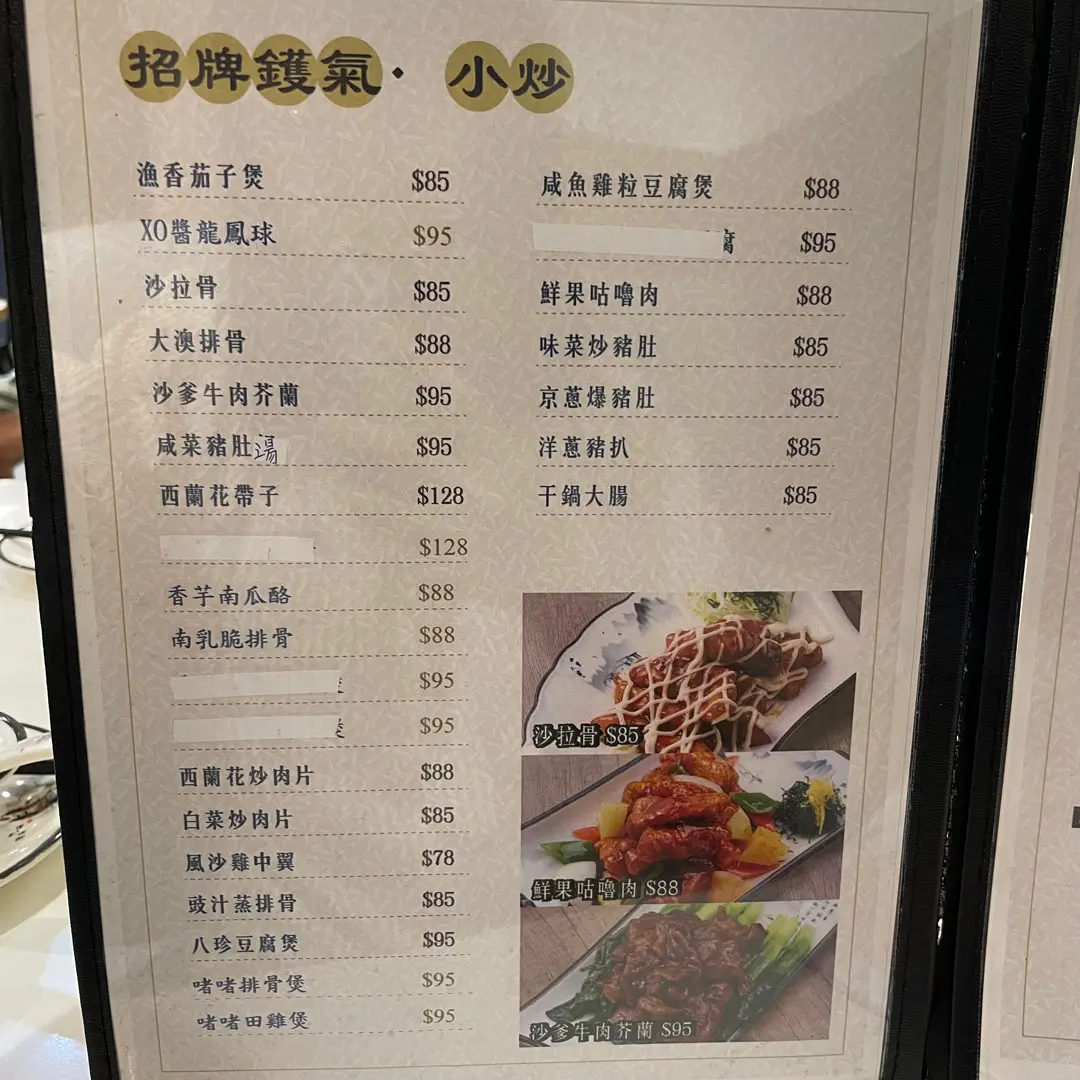 招牌鑊氣· 小炒
漁香茄子煲 $85
XO醬龍鳳球 $95
沙拉骨 $85
大澳排骨 $88
沙爹牛肉芥蘭 $95
咸菜豬肚湯 $95
西蘭花帶子 $128
$128
香芋南瓜酪 $88
南乳脆排骨 $88
$95
$95
西蘭花炒肉片 $88
白菜炒肉片 $85
風沙雞中翼 $78
豉汁蒸排骨 $85
八珍豆腐煲 $95
啫啫排骨煲 $95
啫啫田雞煲 $95
咸魚雞粒豆腐煲 $88
腐 $95
鮮果咕嚕肉 $88
味菜炒豬肚 $85
京蔥爆豬肚 $85
洋蔥豬扒 $85
干鍋大腸 $85
沙拉骨 $85
鮮果咕嚕肉 $88
沙爹牛肉芥蘭 $95